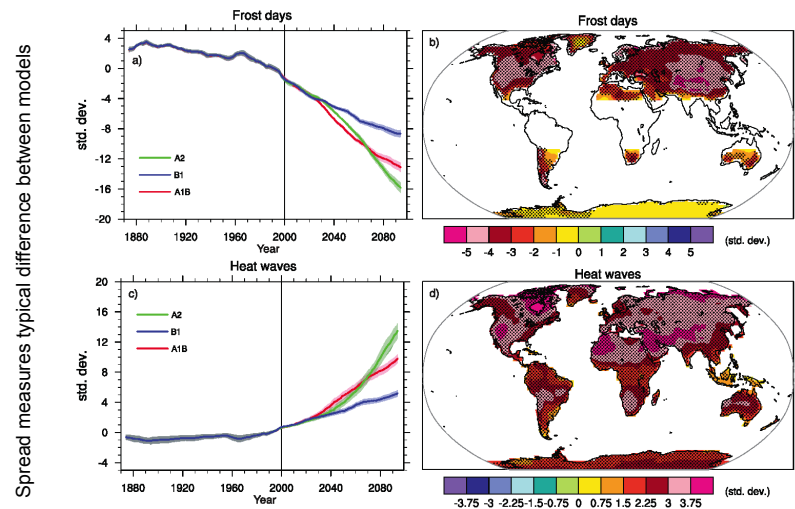 Spread measures typical difference between models
Frost days
4
0
-4
-8
-12
-16
-20
std. dev.
a)
A2
B1
A1B
1880 1920 1960 2000 2040 2080
Year
Frost days
b)
-5 -4 -3 -2 -1 0 1 2 3 4 5 (std. dev.)
Heat waves
20
16
12
8
4
0
-4
std. dev.
c)
A2
B1
A1B
1880 1920 1960 2000 2040 2080
Year
Heat waves
d)
-3.75 -3 -2.25 -1.5 -0.75 0 0.75 1.5 2.25 3 3.75 (std. dev.)